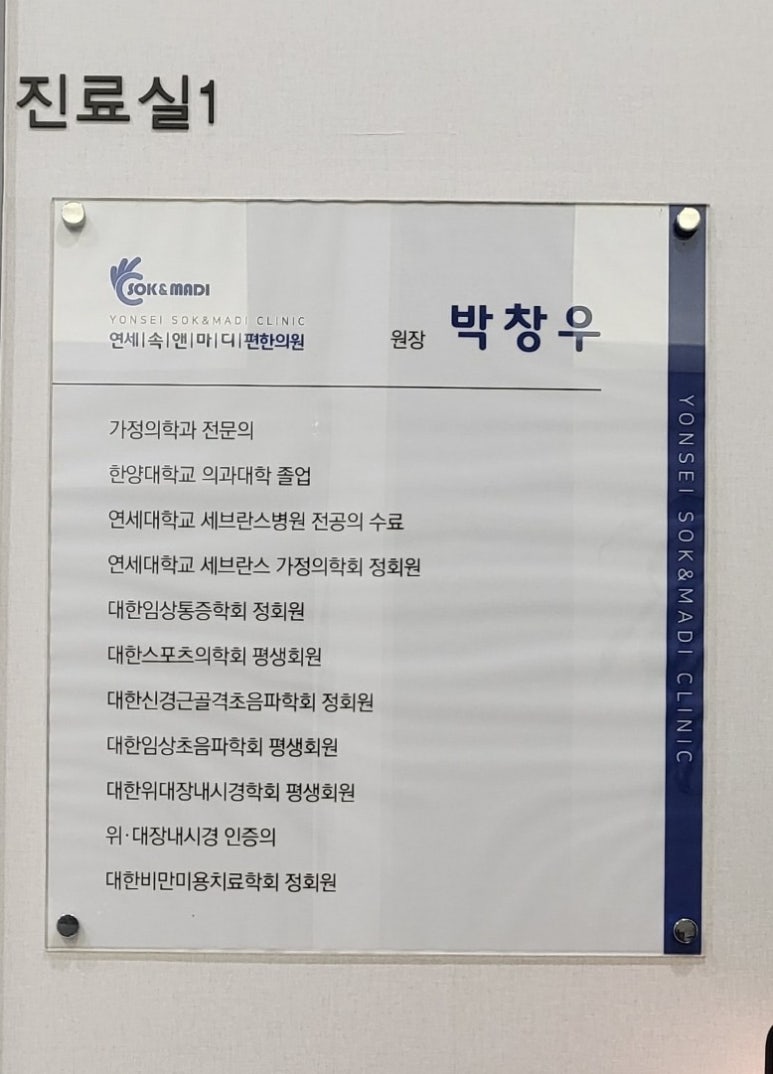 진료실1
SOK&MADI
YONSEI SOK&MADI CLINIC
연세|속|앤|마|디|편한의원
원장 박창우
가정의학과 전문의
한양대학교 의과대학 졸업
연세대학교 세브란스병원 전공의 수료
연세대학교 세브란스 가정의학회 정회원
대한임상통증학회 정회원
대한스포츠의학회 평생회원
대한신경근골격초음파학회 정회원
대한임상초음파학회 평생회원
대한위대장내시경학회 평생회원
위·대장내시경 인증의
대한비만미용치료학회 정회원
YONSEI SOK&MADI CLINIC